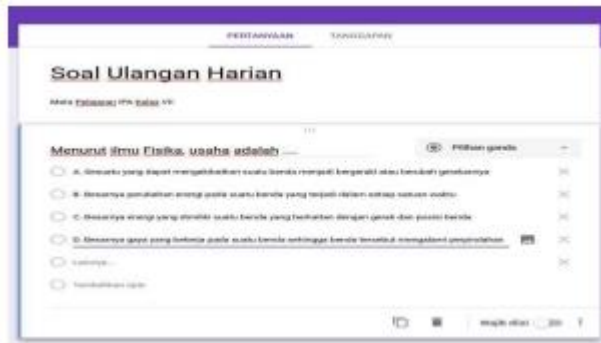 PERTANYAAN TANGGAPAN
Soal Ulangan Harian
Mata Pelajaran IPA Kelas VII
Menurut Ilmu Fisika, usaha adalah ....
Pilihan ganda
A. Sesuatu yang dapat mengakibatkan suatu benda menjadi bergerak atau berubah geraknya
B. Besarnya perubahan energi pada suatu benda yang terjadi dalam setiap satuan waktu
C. Besarnya energi yang dimiliki suatu benda yang berkaitan dengan gerak dan posisi benda
D. Besarnya gaya yang bekerja pada suatu benda sehingga benda tersebut mengalami perpindahan
Lainnya...
Tambahkan opsi
Wajib diisi